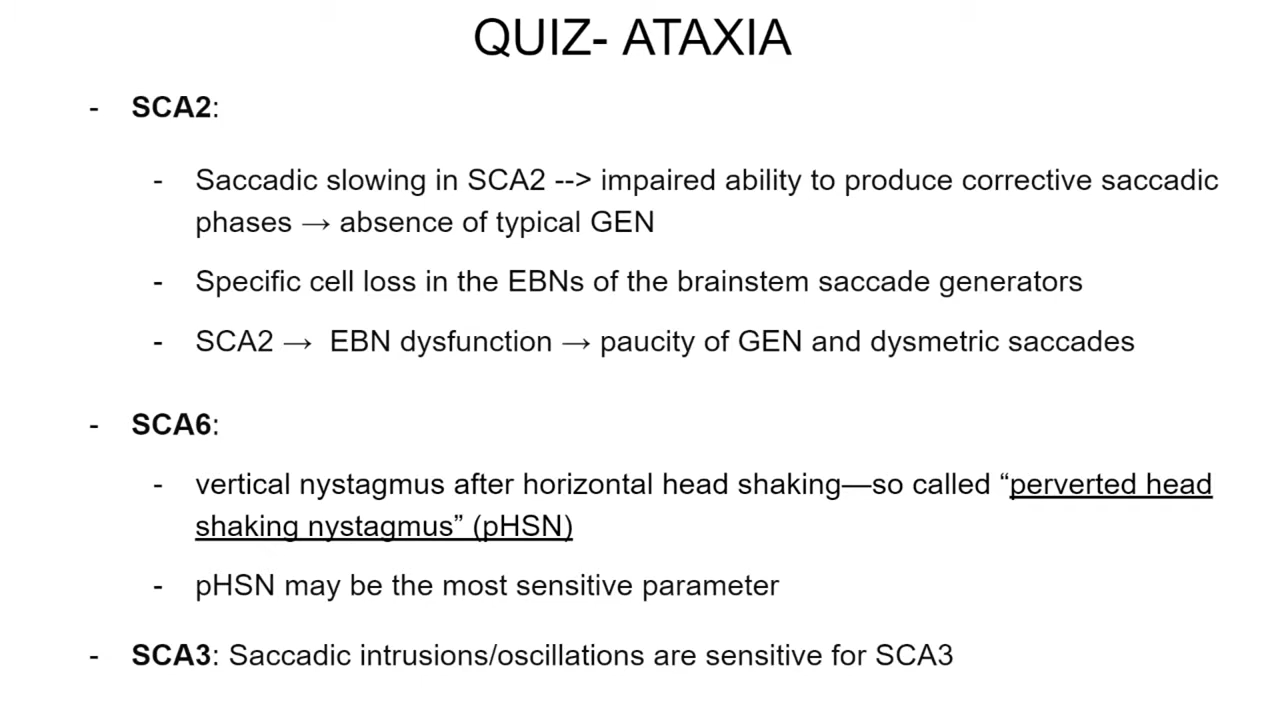 QUIZ- ATAXIA
- SCA2:
- Saccadic slowing in SCA2 --> impaired ability to produce corrective saccadic
phases → absence of typical GEN
- Specific cell loss in the EBNs of the brainstem saccade generators
- SCA2 → EBN dysfunction → paucity of GEN and dysmetric saccades
- SCA6:
- vertical nystagmus after horizontal head shaking—so called “perverted head
shaking nystagmus” (pHSN)
- pHSN may be the most sensitive parameter
- SCA3: Saccadic intrusions/oscillations are sensitive for SCA3